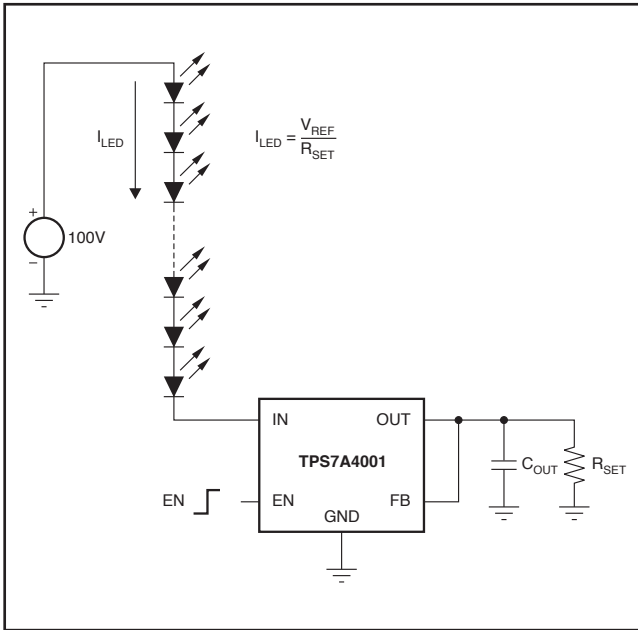 I_LED
I_LED = V_REF / R_SET
+
100V
−
IN
OUT
TPS7A4001
C_OUT
R_SET
EN
EN
FB
GND